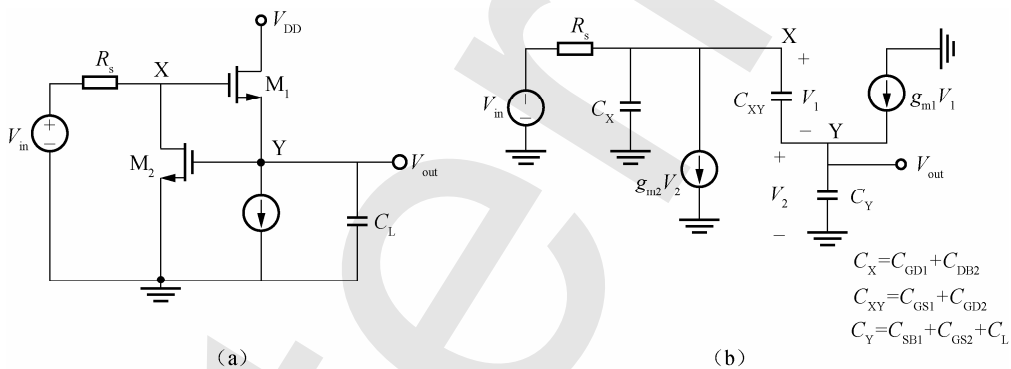 V_DD
R_s
X
M_1
V_in
+
−
M_2
Y
V_out
C_L
(a)
R_s
X
+
V_in
+
−
C_X
C_XY
V_1
−
g_m1V_1
Y
+
V_out
g_m2V_2
V_2
C_Y
−
C_X=C_GD1+C_DB2
C_XY=C_GS1+C_GD2
C_Y=C_SB1+C_GS2+C_L
(b)